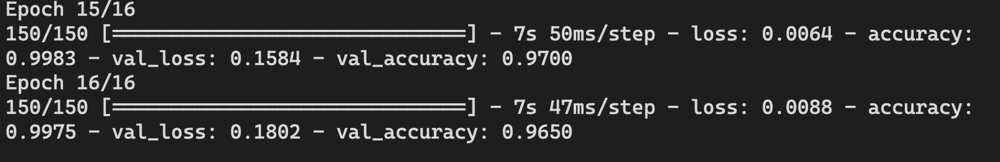 Epoch 15/16
150/150 [==============================] - 7s 50ms/step - loss: 0.0064 - accuracy:
0.9983 - val_loss: 0.1584 - val_accuracy: 0.9700
Epoch 16/16
150/150 [==============================] - 7s 47ms/step - loss: 0.0088 - accuracy:
0.9975 - val_loss: 0.1802 - val_accuracy: 0.9650